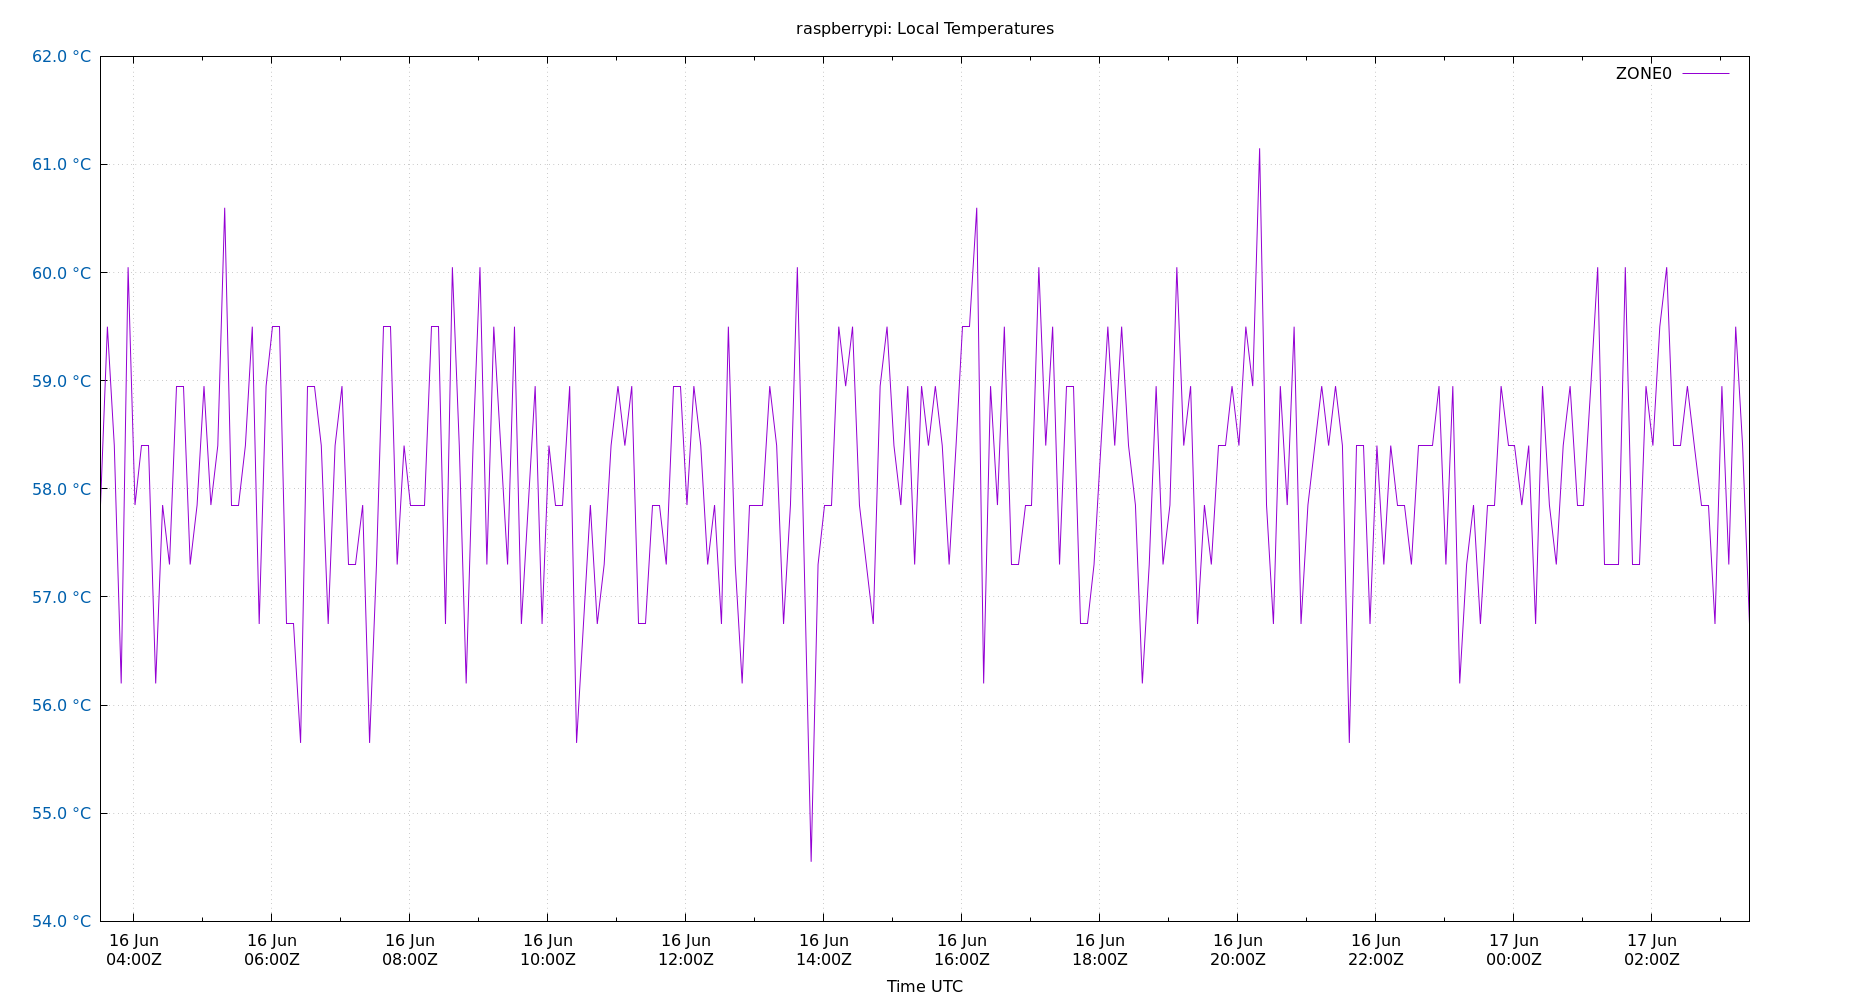 raspberrypi: Local Temperatures
62.0 °C
ZONE0
61.0 °C
60.0 °C
59.0 °C
58.0 °C
57.0 °C
56.0 °C
55.0 °C
54.0 °C
16 Jun 16 Jun 16 Jun 16 Jun 16 Jun 16 Jun 16 Jun 16 Jun 16 Jun 16 Jun 17 Jun 17 Jun
04:00Z 06:00Z 08:00Z 10:00Z 12:00Z 14:00Z 16:00Z 18:00Z 20:00Z 22:00Z 00:00Z 02:00Z
Time UTC